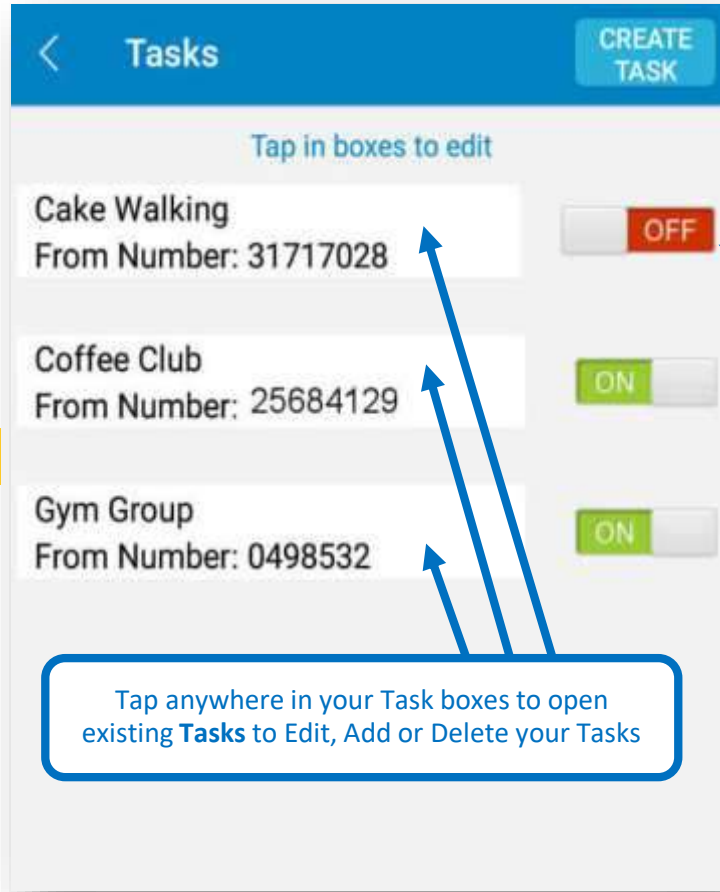 Tasks
CREATE
TASK
Tap in boxes to edit
Cake Walking
From Number: 31717028
OFF
Coffee Club
From Number: 25684129
ON
Gym Group
From Number: 0498532
ON
Tap anywhere in your Task boxes to open
existing Tasks to Edit, Add or Delete your Tasks